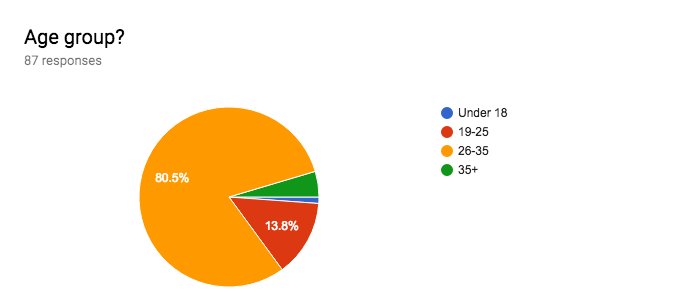 Age group?
87 responses
Under 18
19-25
26-35
35+
80.5%
13.8%